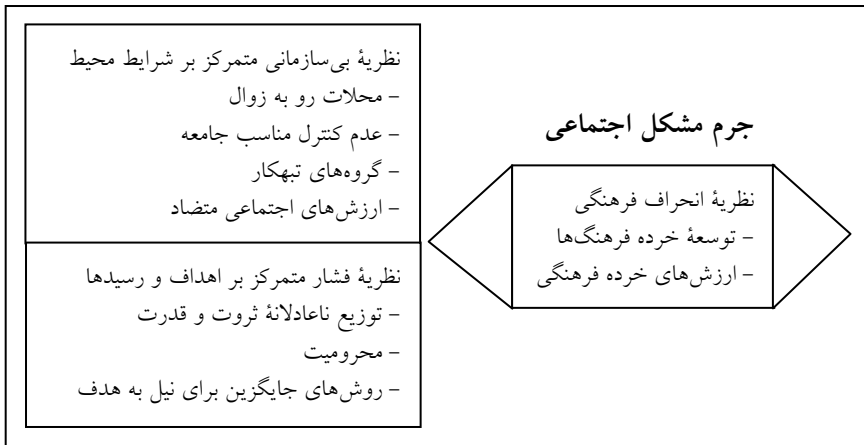 جرم مشکل اجتماعی
نظریهٔ انحراف فرهنگی
– توسعهٔ خرده فرهنگ‌ها
– ارزش‌های خرده فرهنگی
نظریهٔ بی‌سازمانی متمرکز بر شرایط محیط
– محلات رو به زوال
– عدم کنترل مناسب جامعه
– گروه‌های تبهکار
– ارزش‌های اجتماعی متضاد
نظریهٔ فشار متمرکز بر اهداف و رسیدها
– توزیع ناعادلانهٔ ثروت و قدرت
– محرومیت
– روش‌های جایگزین برای نیل به هدف